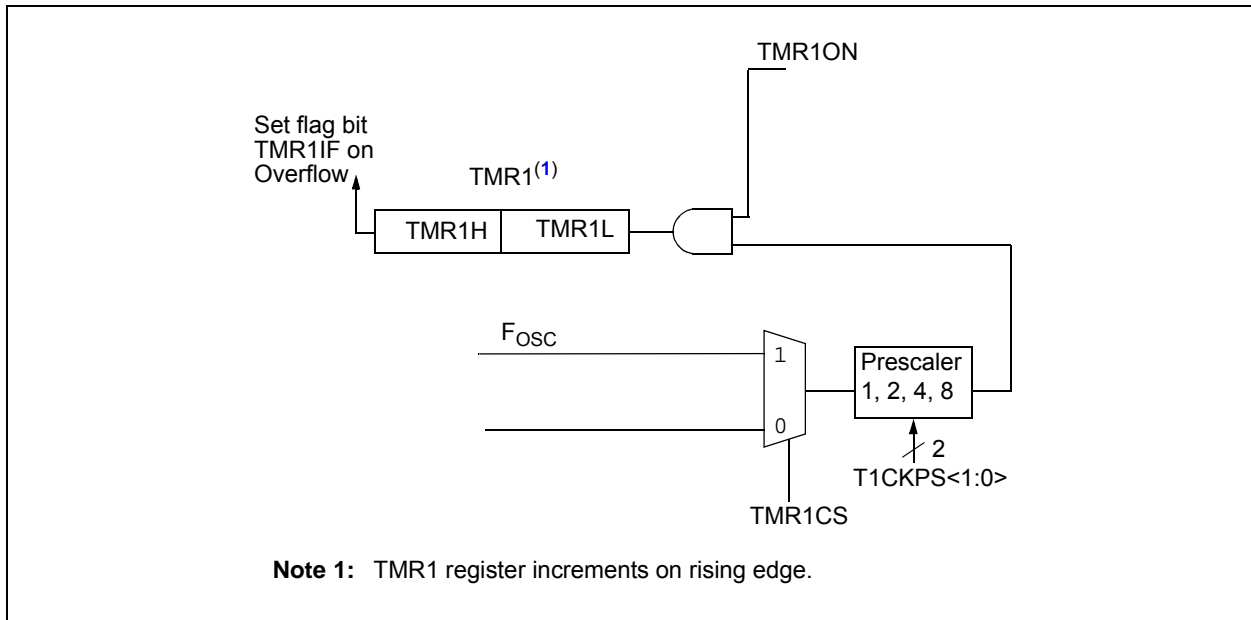 TMR1ON
Set flag bit
TMR1IF on
Overflow
TMR1(1)
TMR1H
TMR1L
FOSC
1
Prescaler
1, 2, 4, 8
0
2
T1CKPS<1:0>
TMR1CS
Note 1: TMR1 register increments on rising edge.